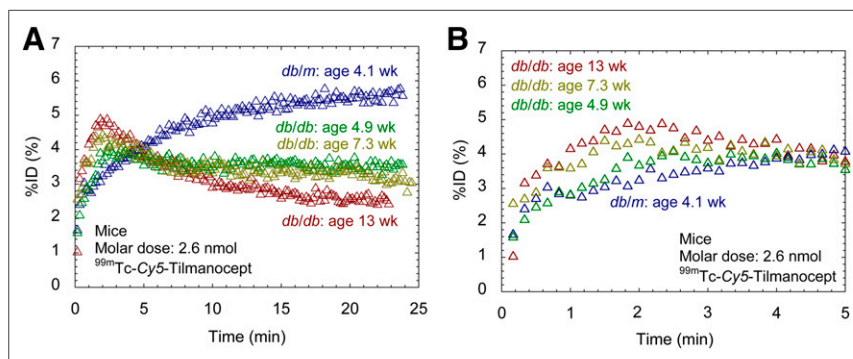 A
7
6
5
4
3
2
1
0
%ID (%)
db/m: age 4.1 wk
db/db: age 4.9 wk
db/db: age 7.3 wk
db/db: age 13 wk
Mice
Molar dose: 2.6 nmol
⁹⁹ᵐTc-Cy5-Tilmanocept
0 5 10 15 20 25
Time (min)
B
7
6
5
4
3
2
1
0
%ID (%)
db/db: age 13 wk
db/db: age 7.3 wk
db/db: age 4.9 wk
db/m: age 4.1 wk
Mice
Molar dose: 2.6 nmol
⁹⁹ᵐTc-Cy5-Tilmanocept
0 1 2 3 4 5
Time (min)